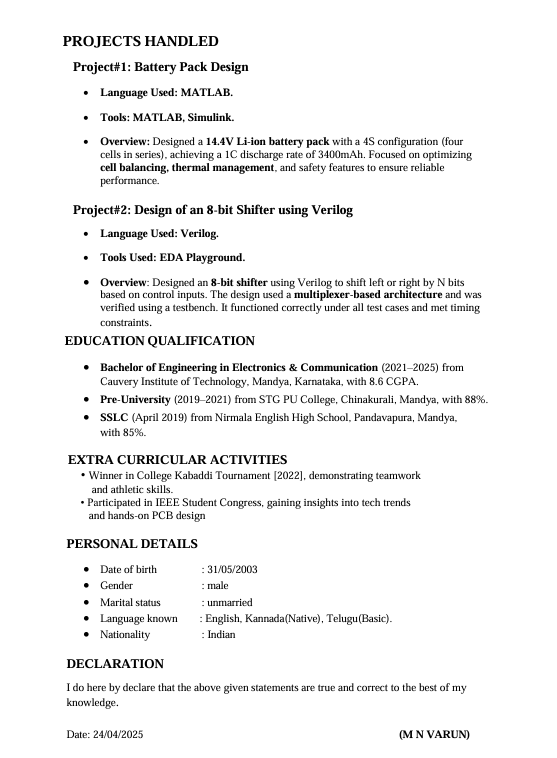 PROJECTS HANDLED
Project#1: Battery Pack Design
• Language Used: MATLAB.
• Tools: MATLAB, Simulink.
• Overview: Designed a 14.4V Li-ion battery pack with a 4S configuration (four
cells in series), achieving a 1C discharge rate of 3400mAh. Focused on optimizing
cell balancing, thermal management, and safety features to ensure reliable
performance.
Project#2: Design of an 8-bit Shifter using Verilog
• Language Used: Verilog.
• Tools Used: EDA Playground.
• Overview: Designed an 8-bit shifter using Verilog to shift left or right by N bits
based on control inputs. The design used a multiplexer-based architecture and was
verified using a testbench. It functioned correctly under all test cases and met timing
constraints.
EDUCATION QUALIFICATION
• Bachelor of Engineering in Electronics & Communication (2021–2025) from
Cauvery Institute of Technology, Mandya, Karnataka, with 8.6 CGPA.
• Pre-University (2019–2021) from STG PU College, Chinakurali, Mandya, with 88%.
• SSLC (April 2019) from Nirmala English High School, Pandavapura, Mandya,
with 85%.
EXTRA CURRICULAR ACTIVITIES
• Winner in College Kabaddi Tournament [2022], demonstrating teamwork
and athletic skills.
• Participated in IEEE Student Congress, gaining insights into tech trends
and hands-on PCB design
PERSONAL DETAILS
• Date of birth : 31/05/2003
• Gender : male
• Marital status : unmarried
• Language known : English, Kannada(Native), Telugu(Basic).
• Nationality : Indian
DECLARATION
I do here by declare that the above given statements are true and correct to the best of my
knowledge.
Date: 24/04/2025 (M N VARUN)